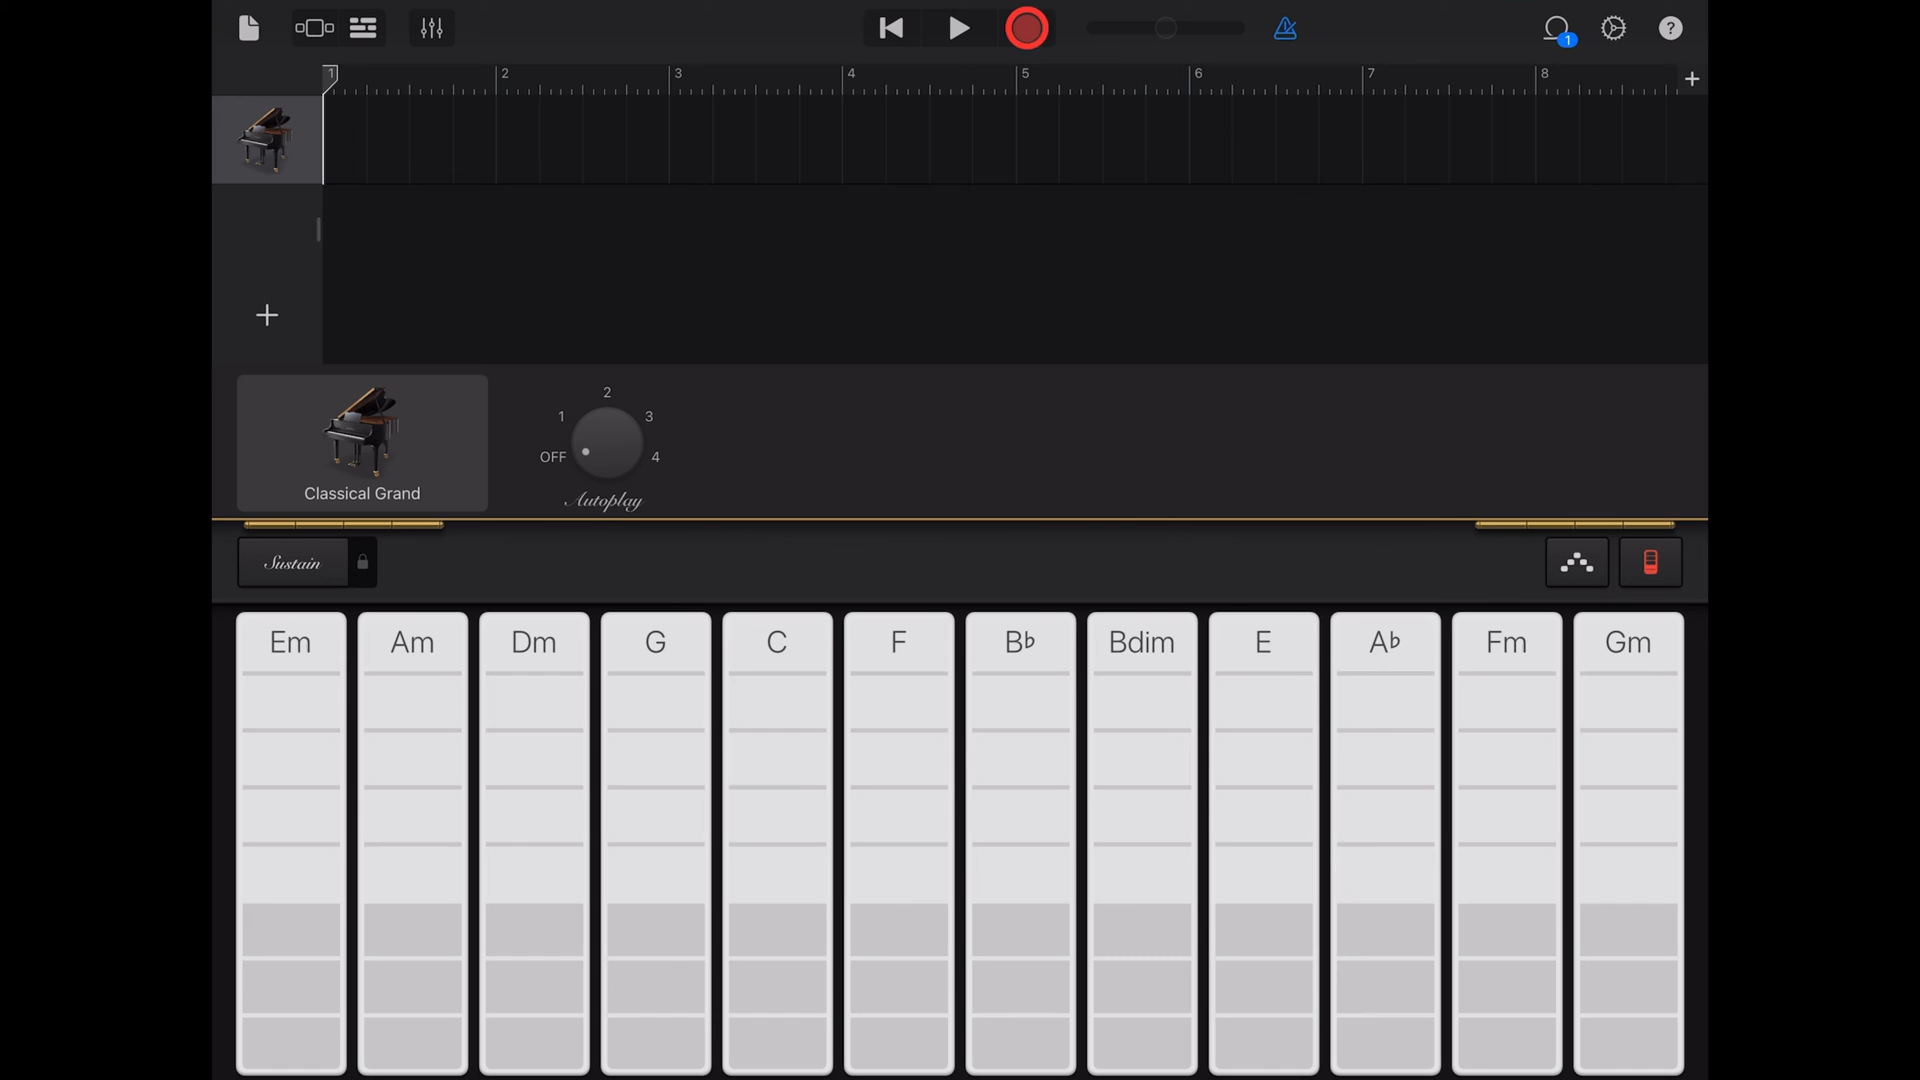 1
?
1 2 3 4 5 6 7 8 +
+
2
1 3
OFF 4
Classical Grand
Autoplay
Sustain
Em Am Dm G C F B♭ Bdim E A♭ Fm Gm